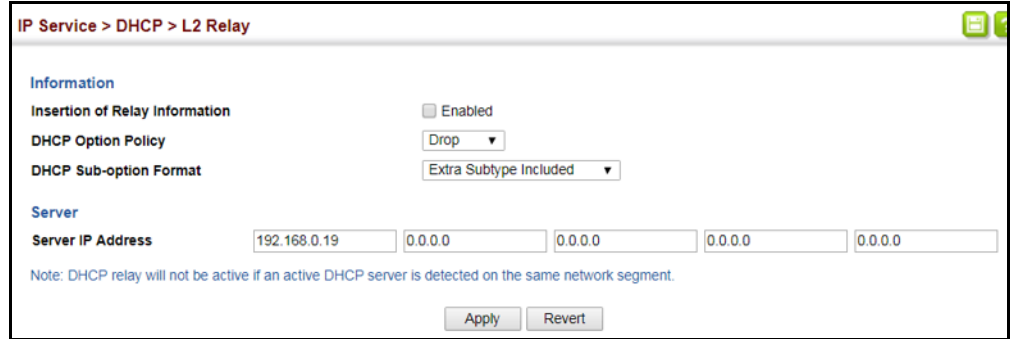 IP Service > DHCP > L2 Relay
Information
Insertion of Relay Information Enabled
DHCP Option Policy Drop
DHCP Sub-option Format Extra Subtype Included
Server
Server IP Address 192.168.0.19 0.0.0.0 0.0.0.0 0.0.0.0 0.0.0.0
Note: DHCP relay will not be active if an active DHCP server is detected on the same network segment.
Apply Revert